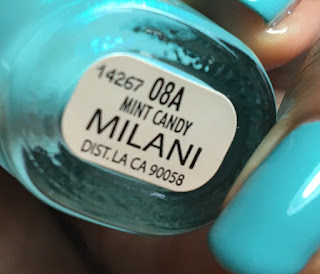 14267 08A
MINT CANDY
MILANI
DIST. LA CA 90058